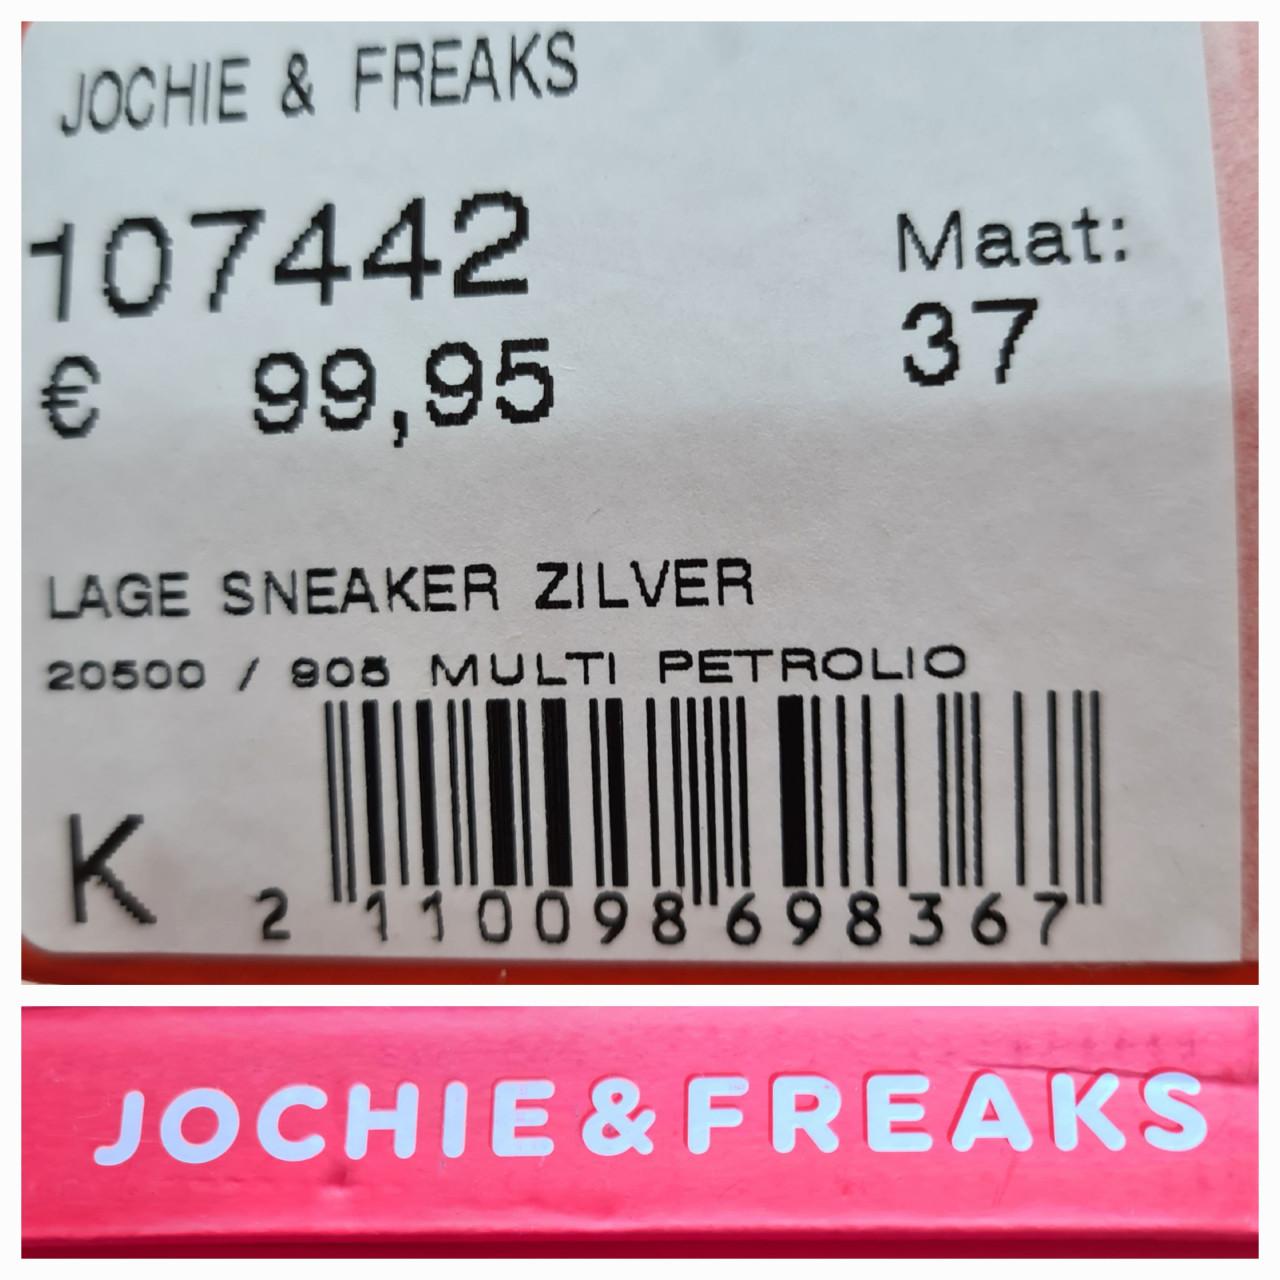 JOCHIE & FREAKS
107442
Maat:
37
€ 99,95
LAGE SNEAKER ZILVER
20500 / 905 MULTI PETROLIO
K
2 110098 698367
JOCHIE&FREAKS